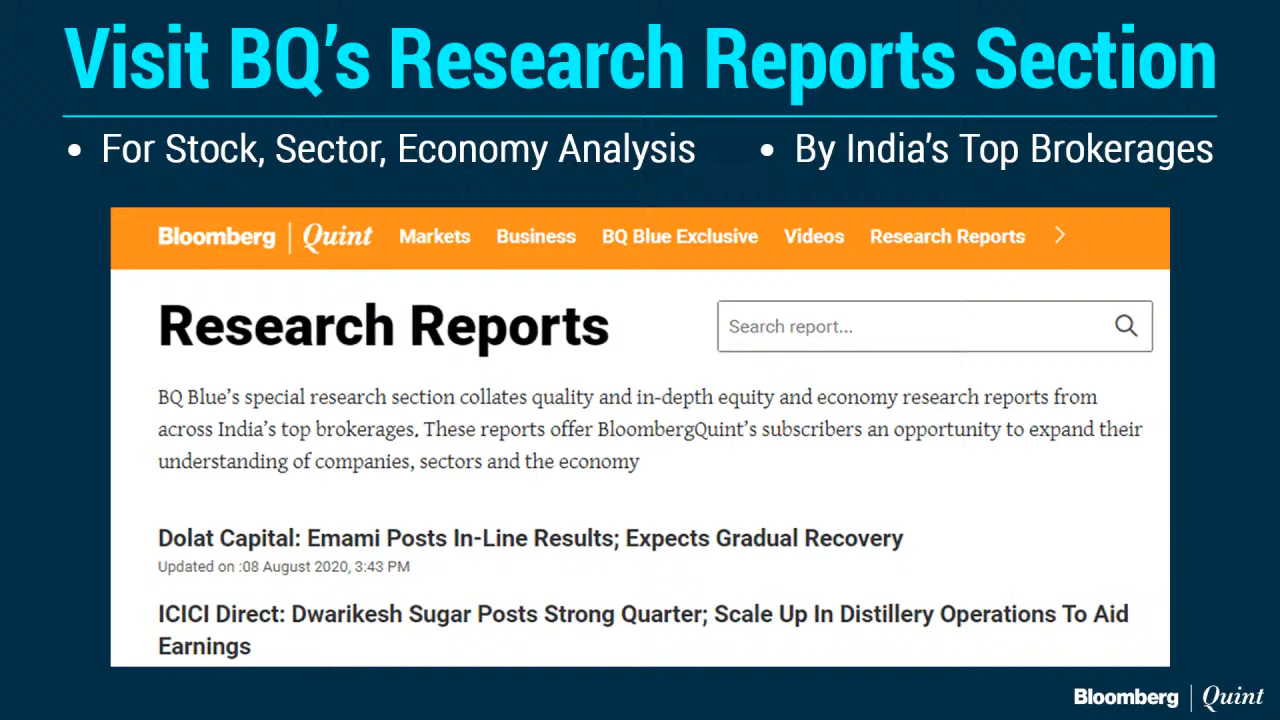 Visit BQ’s Research Reports Section
• For Stock, Sector, Economy Analysis • By India’s Top Brokerages
Bloomberg | Quint Markets Business BQ Blue Exclusive Videos Research Reports >
Research Reports Search report...
BQ Blue’s special research section collates quality and in-depth equity and economy research reports from
across India’s top brokerages. These reports offer BloombergQuint’s subscribers an opportunity to expand their
understanding of companies, sectors and the economy
Dolat Capital: Emami Posts In-Line Results; Expects Gradual Recovery
Updated on :08 August 2020, 3:43 PM
ICICI Direct: Dwarikesh Sugar Posts Strong Quarter; Scale Up In Distillery Operations To Aid
Earnings
Bloomberg | Quint